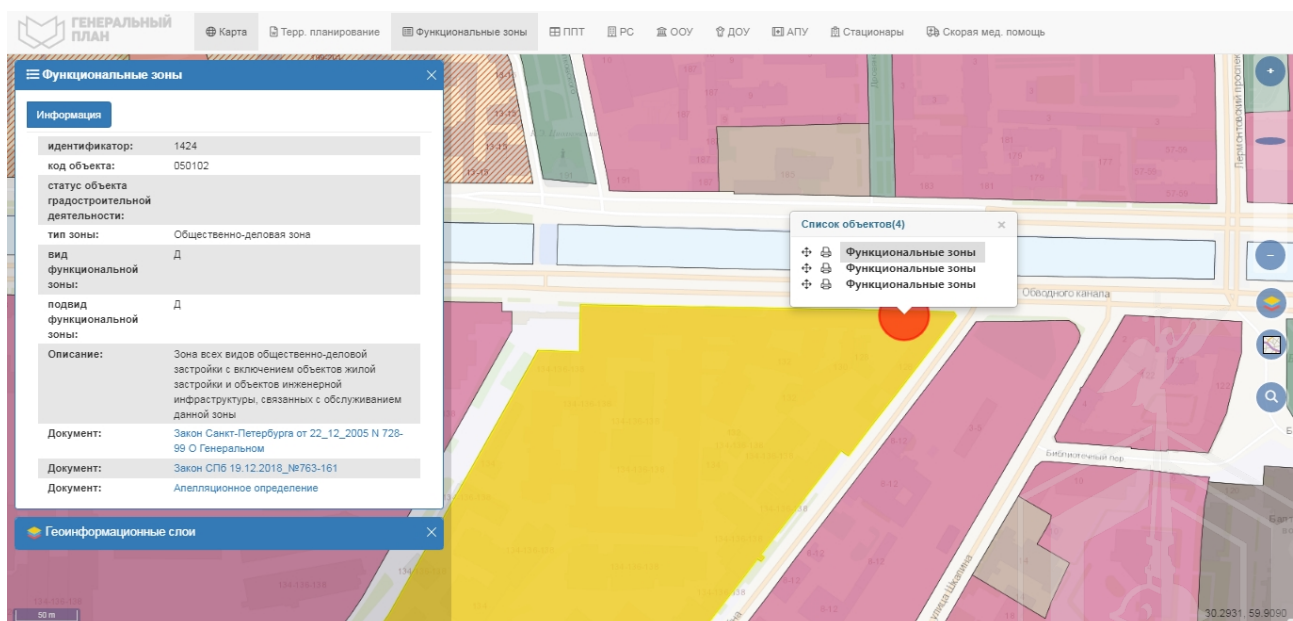 ГЕНЕРАЛЬНЫЙ
ПЛАН
Карта
Терр. планирование
Функциональные зоны
ППТ
РС
ООУ
ДОУ
АПУ
Стационары
Скорая мед. помощь
Функциональные зоны
Информация
идентификатор: 1424
код объекта: 050102
статус объекта
градостроительной
деятельности:
тип зоны: Общественно-деловая зона
вид Д
функциональной
зоны:
подвид Д
функциональной
зоны:
Описание: Зона всех видов общественно-деловой
застройки с включением объектов жилой
застройки и объектов инженерной
инфраструктуры, связанных с обслуживанием
данной зоны
Документ: Закон Санкт-Петербурга от 22_12_2005 N 728-
99 О Генеральном
Документ: Закон СПб 19.12.2018_№763-161
Документ: Апелляционное определение
Геоинформационные слои
Список объектов(4)
Функциональные зоны
Функциональные зоны
Функциональные зоны
Обводного канала
Лермонтовский проспект
Библиотечный пер
улица Шкапина
50 m
30.2931, 59.9090